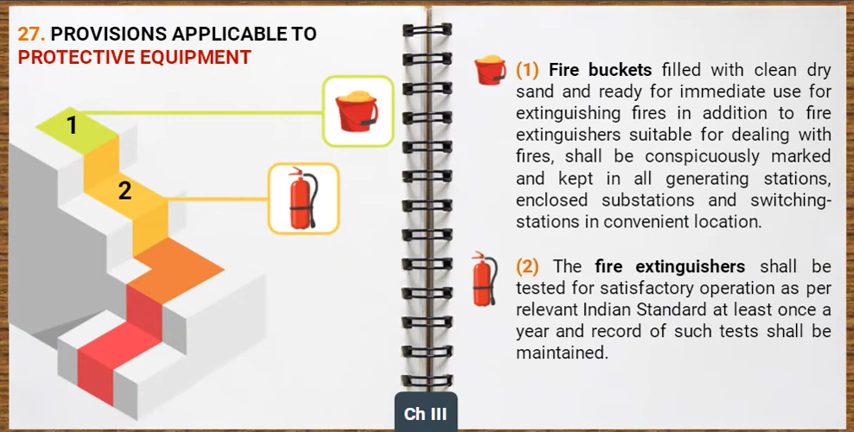 27. PROVISIONS APPLICABLE TO
PROTECTIVE EQUIPMENT
1
2
(1) Fire buckets filled with clean dry
sand and ready for immediate use for
extinguishing fires in addition to fire
extinguishers suitable for dealing with
fires, shall be conspicuously marked
and kept in all generating stations,
enclosed substations and switching-
stations in convenient location.
(2) The fire extinguishers shall be
tested for satisfactory operation as per
relevant Indian Standard at least once a
year and record of such tests shall be
maintained.
Ch III